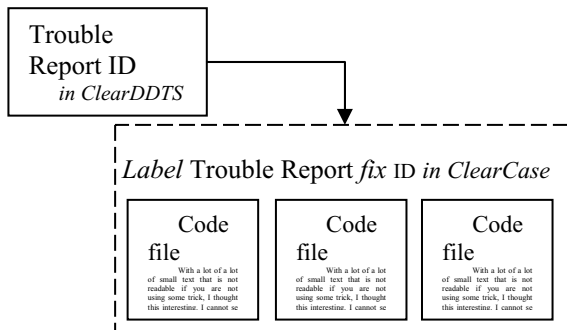 Trouble
Report ID
in ClearDDTS
Label Trouble Report fix ID in ClearCase
Code
file
With a lot of a lot
of small text that is not
readable if you are not
using some trick, I thought
this interestine. I cannot se
Code
file
With a lot of a lot
of small text that is not
readable if you are not
using some trick, I thought
this interestine. I cannot se
Code
file
With a lot of a lot
of small text that is not
readable if you are not
using some trick, I thought
this interestine. I cannot se